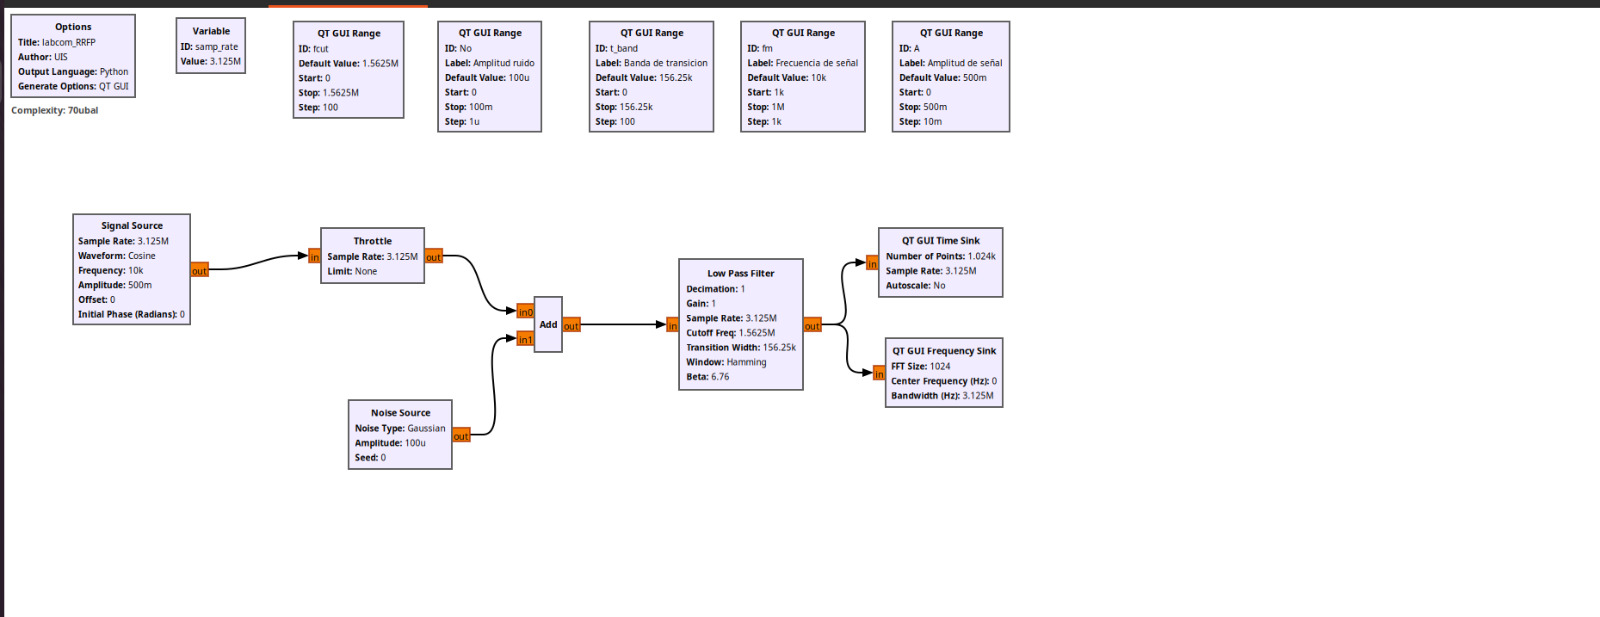 Options
Title: labcom_RRFP
Author: UIS
Output Language: Python
Generate Options: QT GUI
Complexity: 70ubal
Variable
ID: samp_rate
Value: 3.125M
QT GUI Range
ID: fcut
Default Value: 1.5625M
Start: 0
Stop: 1.5625M
Step: 100
QT GUI Range
ID: No
Label: Amplitud ruido
Default Value: 100u
Start: 0
Stop: 100m
Step: 1u
QT GUI Range
ID: t_band
Label: Banda de transicion
Default Value: 156.25k
Start: 0
Stop: 156.25k
Step: 100
QT GUI Range
ID: fm
Label: Frecuencia de señal
Default Value: 10k
Start: 1k
Stop: 1M
Step: 1k
QT GUI Range
ID: A
Label: Amplitud de señal
Default Value: 500m
Start: 0
Stop: 500m
Step: 10m
Signal Source
Sample Rate: 3.125M
Waveform: Cosine
Frequency: 10k
Amplitude: 500m
Offset: 0
Initial Phase (Radians): 0
out
in
Throttle
Sample Rate: 3.125M
Limit: None
out
Noise Source
Noise Type: Gaussian
Amplitude: 100u
Seed: 0
out
in0
in1
Add
out
in
Low Pass Filter
Decimation: 1
Gain: 1
Sample Rate: 3.125M
Cutoff Freq: 1.5625M
Transition Width: 156.25k
Window: Hamming
Beta: 6.76
out
in
QT GUI Time Sink
Number of Points: 1.024k
Sample Rate: 3.125M
Autoscale: No
in
QT GUI Frequency Sink
FFT Size: 1024
Center Frequency (Hz): 0
Bandwidth (Hz): 3.125M